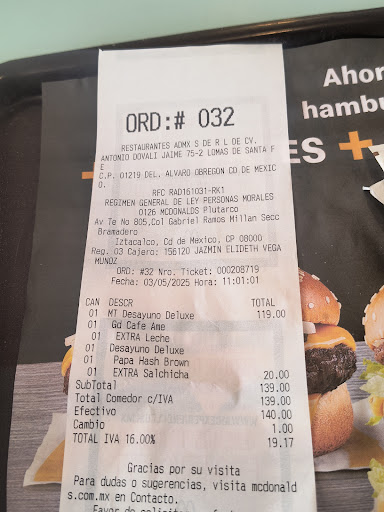 ORD:# 032
RESTAURANTES ADMX S DE R L DE CV.
ANTONIO DOVALI JAIME 75-2 LOMAS DE SANTA F
E
C.P. 01219 DEL. ALVARO OBREGON CD DE MEXIC
O.
RFC RAD161031-RK1
REGIMEN GENERAL DE LEY PERSONAS MORALES
0126 MCDONALDS Plutarco
Av Te No 805,Col Gabriel Ramos Millan Secc
Bramadero
Iztacalco, Cd de Mexico, CP 08000
Reg. 03 Cajero: 156120 JAZMIN ELIDETH VEGA
MUNOZ
ORD: #32 Nro. Ticket: 000208719
Fecha: 03/05/2025 Hora: 11:01:01
CAN DESCR TOTAL
01 MT Desayuno Deluxe 119.00
01 Gd Cafe Ame
01 EXTRA Leche
01 Desayuno Deluxe
01 Papa Hash Brown
01 EXTRA Salchicha 20.00
SubTotal 139.00
Total Comedor c/IVA 139.00
Efectivo 140.00
Cambio 1.00
TOTAL IVA 16.00% 19.17
Gracias por su visita
Para dudas o sugerencias, visita mcdonald
s.com.mx en Contacto.
Ahor
hambu
ES +